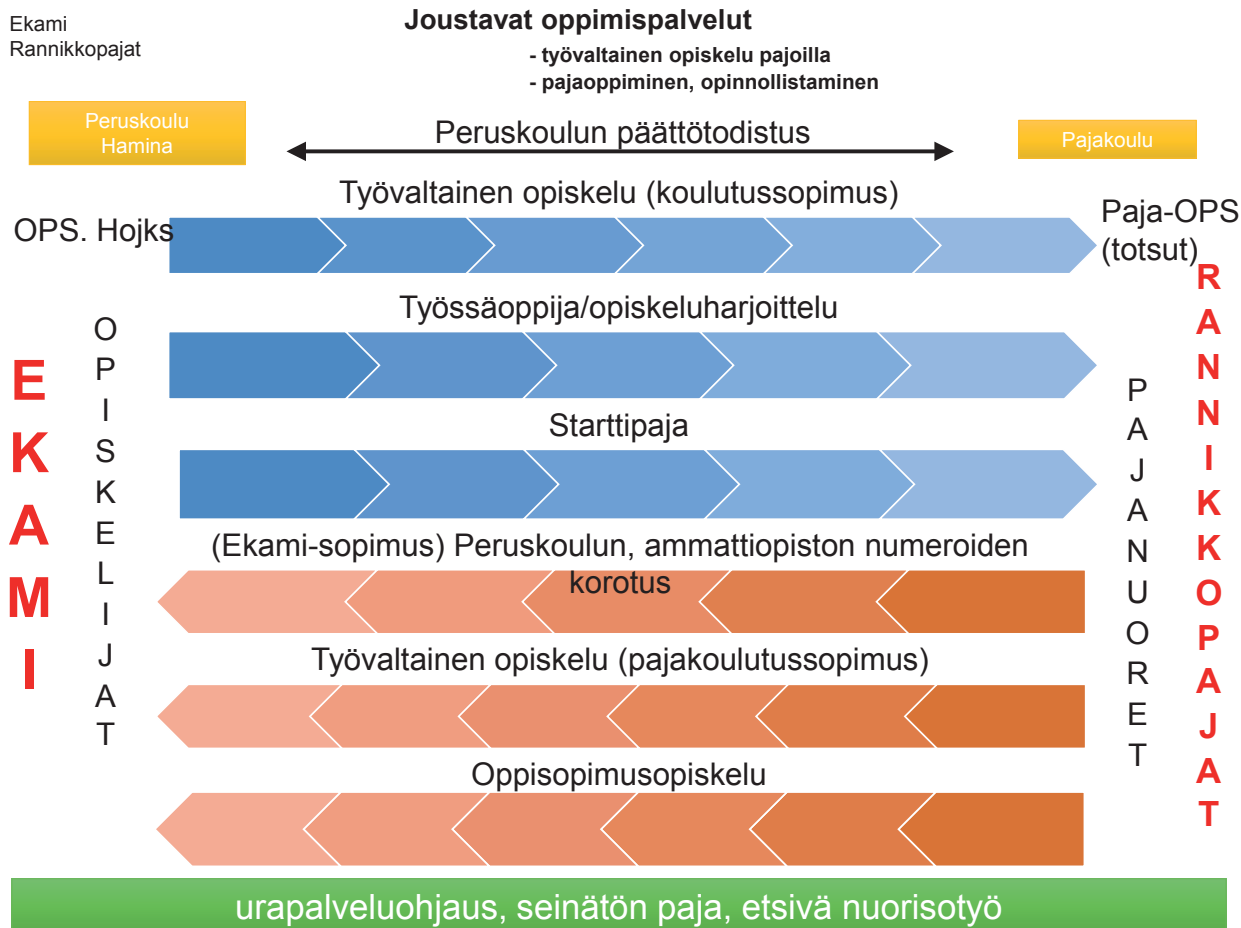 Ekami
Rannikkopajat
Joustavat oppimispalvelut
- työvaltainen opiskelu pajoilla
- pajaoppiminen, opinnollistaminen
Peruskoulu
Hamina
Peruskoulun päättötodistus
Pajakoulu
Työvaltainen opiskelu (koulutussopimus)
OPS. Hojks
Paja-OPS
(totsut)
Työssäoppija/opiskeluharjoittelu
EKAMI
OPISKELIJAT
PAJANUORET
RANNIKKOPAJAT
Starttipaja
(Ekami-sopimus) Peruskoulun, ammattiopiston numeroiden
korotus
Työvaltainen opiskelu (pajakoulutussopimus)
Oppisopimusopiskelu
urapalveluohjaus, seinätön paja, etsivä nuorisotyö